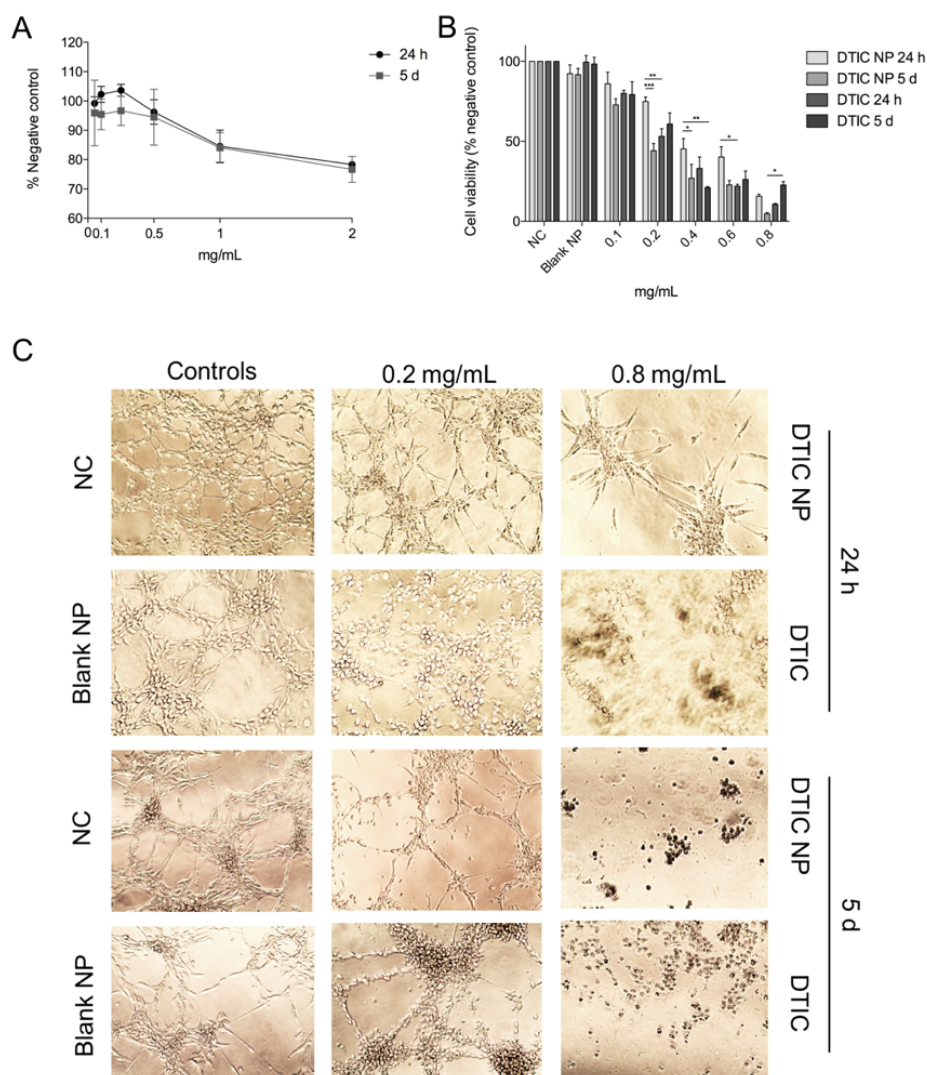 A
% Negative control
120
110
100
90
80
70
60
0
0.1
0.5
1
2
mg/mL
24 h
5 d
B
Cell viability (% negative control)
100
50
0
**
***
**
*
*
*
NC
Blank NP
0.1
0.2
0.4
0.6
0.8
mg/mL
DTIC NP 24 h
DTIC NP 5 d
DTIC 24 h
DTIC 5 d
C
Controls
0.2 mg/mL
0.8 mg/mL
NC
DTIC NP
Blank NP
DTIC
24 h
NC
DTIC NP
Blank NP
DTIC
5 d